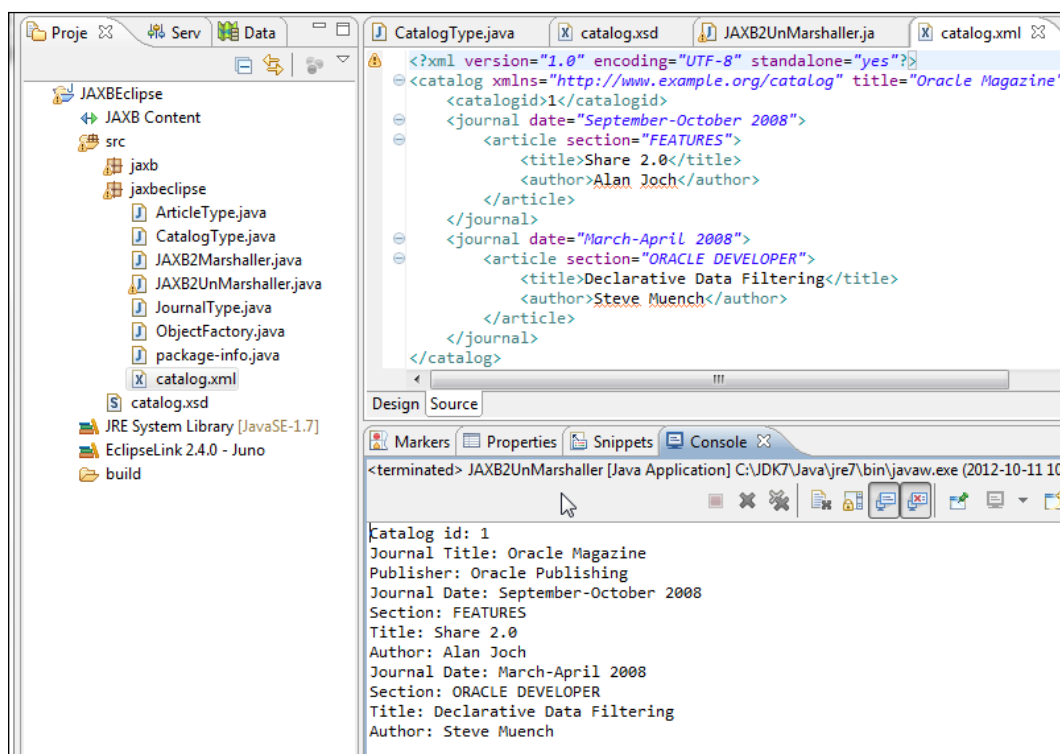 Proje Serv Data
JAXBEclipse
JAXB Content
src
jaxb
jaxbeclipse
ArticleType.java
CatalogType.java
JAXB2Marshaller.java
JAXB2UnMarshaller.java
JournalType.java
ObjectFactory.java
package-info.java
catalog.xml
catalog.xsd
JRE System Library [JavaSE-1.7]
EclipseLink 2.4.0 - Juno
build
CatalogType.java catalog.xsd JAXB2UnMarshaller.ja catalog.xml
<?xml version="1.0" encoding="UTF-8" standalone="yes"?>
<catalog xmlns="http://www.example.org/catalog" title="Oracle Magazine"
<catalogid>1</catalogid>
<journal date="September-October 2008">
<article section="FEATURES">
<title>Share 2.0</title>
<author>Alan Joch</author>
</article>
</journal>
<journal date="March-April 2008">
<article section="ORACLE DEVELOPER">
<title>Declarative Data Filtering</title>
<author>Steve Muench</author>
</article>
</journal>
</catalog>
Design Source
Markers Properties Snippets Console
<terminated> JAXB2UnMarshaller [Java Application] C:\JDK7\Java\jre7\bin\javaw.exe (2012-10-11 10
Catalog id: 1
Journal Title: Oracle Magazine
Publisher: Oracle Publishing
Journal Date: September-October 2008
Section: FEATURES
Title: Share 2.0
Author: Alan Joch
Journal Date: March-April 2008
Section: ORACLE DEVELOPER
Title: Declarative Data Filtering
Author: Steve Muench